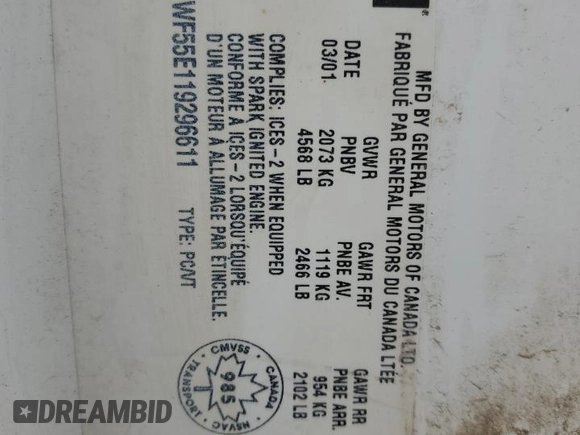 MFD BY GENERAL MOTORS OF CANADA LTD
FABRIQUÉ PAR GENERAL MOTORS DU CANADA LTÉE
DATE GVWR GAWR FRT GAWR RR
PNBV PNBE AV. PNBE ARR.
03/01. 2073 KG 1119 KG 954 KG
4568 LB 2466 LB 2102 LB
COMPLIES: ICES-2 WHEN EQUIPPED
WITH SPARK IGNITED ENGINE.
CONFORME À ICES-2 LORSQU'ÉQUIPÉ
D'UN MOTEUR À ALLUMAGE PAR ÉTINCELLE.
WF55E119296611 TYPE: PC/VT
CMVSS CANADA NSVAC TRANSPORT
985
DREAMBID